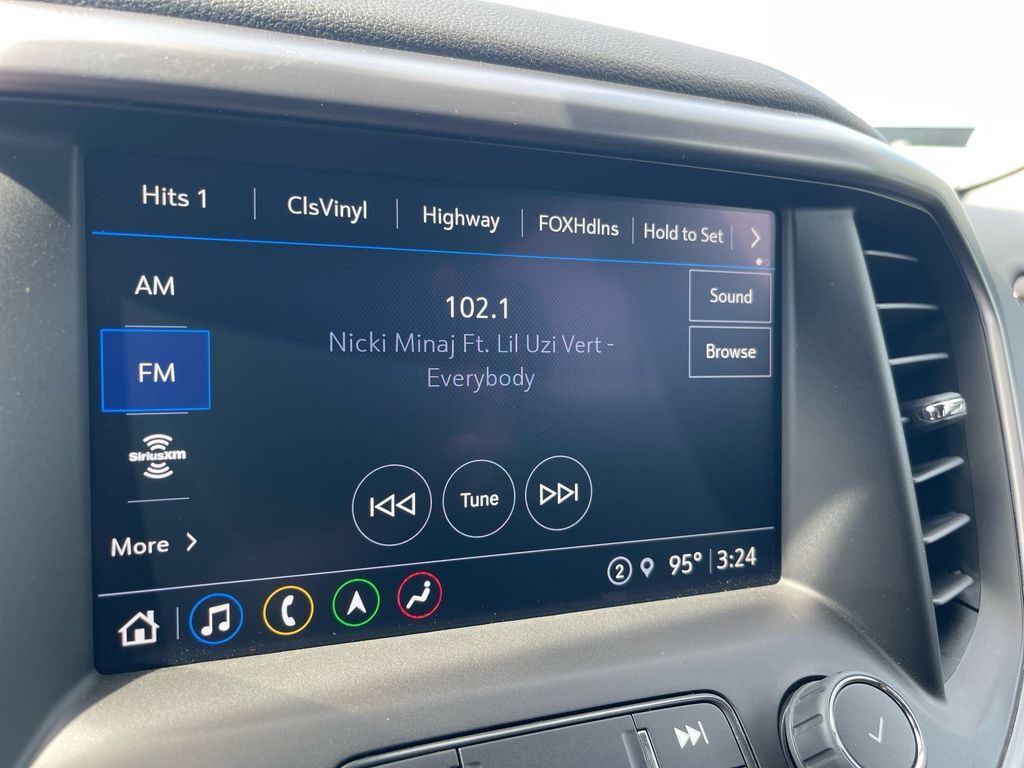 Hits 1
ClsVinyl
Highway
FOXHdlns
Hold to Set
AM
FM
SiriusXM
More
102.1
Nicki Minaj Ft. Lil Uzi Vert -
Everybody
Sound
Browse
Tune
2
95° 3:24